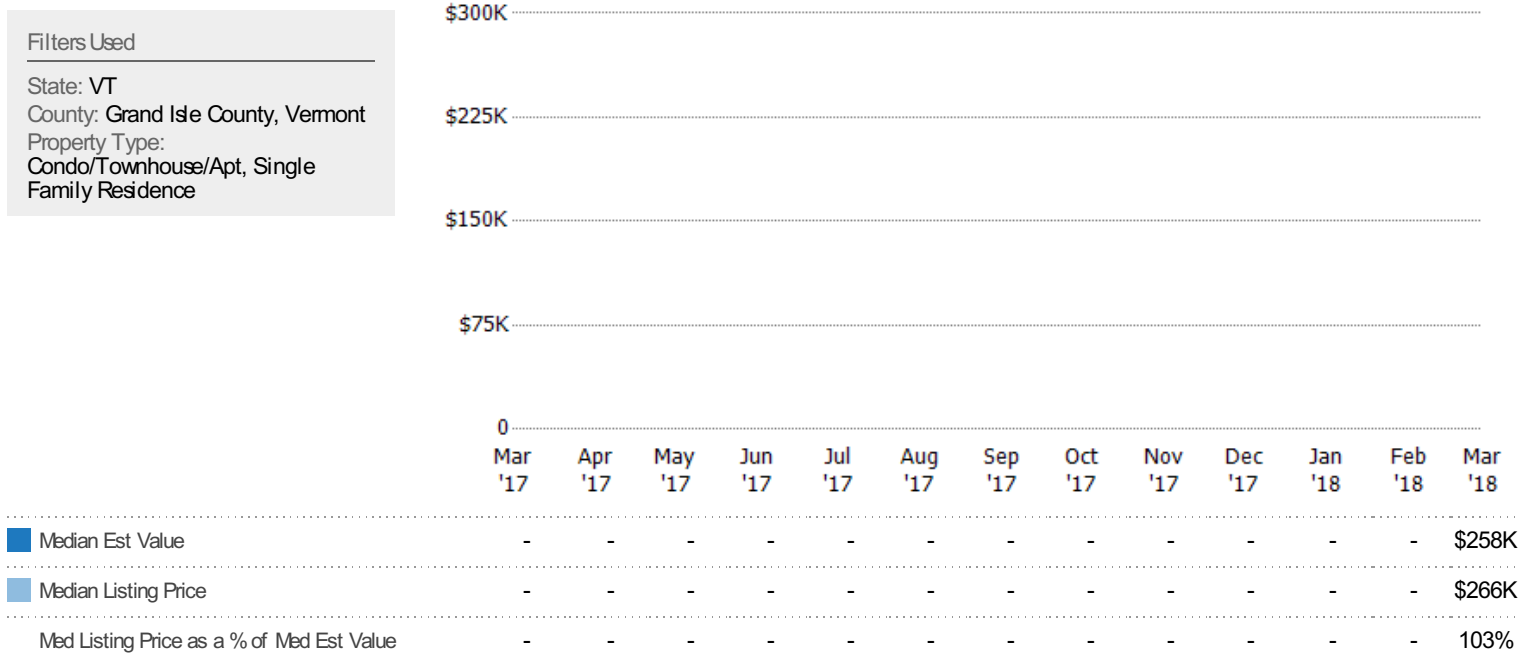 Filters Used
State: VT
County: Grand Isle County, Vermont
Property Type:
Condo/Townhouse/Apt, Single
Family Residence
$300K
$225K
$150K
$75K
0
Mar Apr May Jun Jul Aug Sep Oct Nov Dec Jan Feb Mar
'17 '17 '17 '17 '17 '17 '17 '17 '17 '17 '18 '18 '18
Median Est Value - - - - - - - - - - - - $258K
Median Listing Price - - - - - - - - - - - - $266K
Med Listing Price as a % of Med Est Value - - - - - - - - - - - - 103%